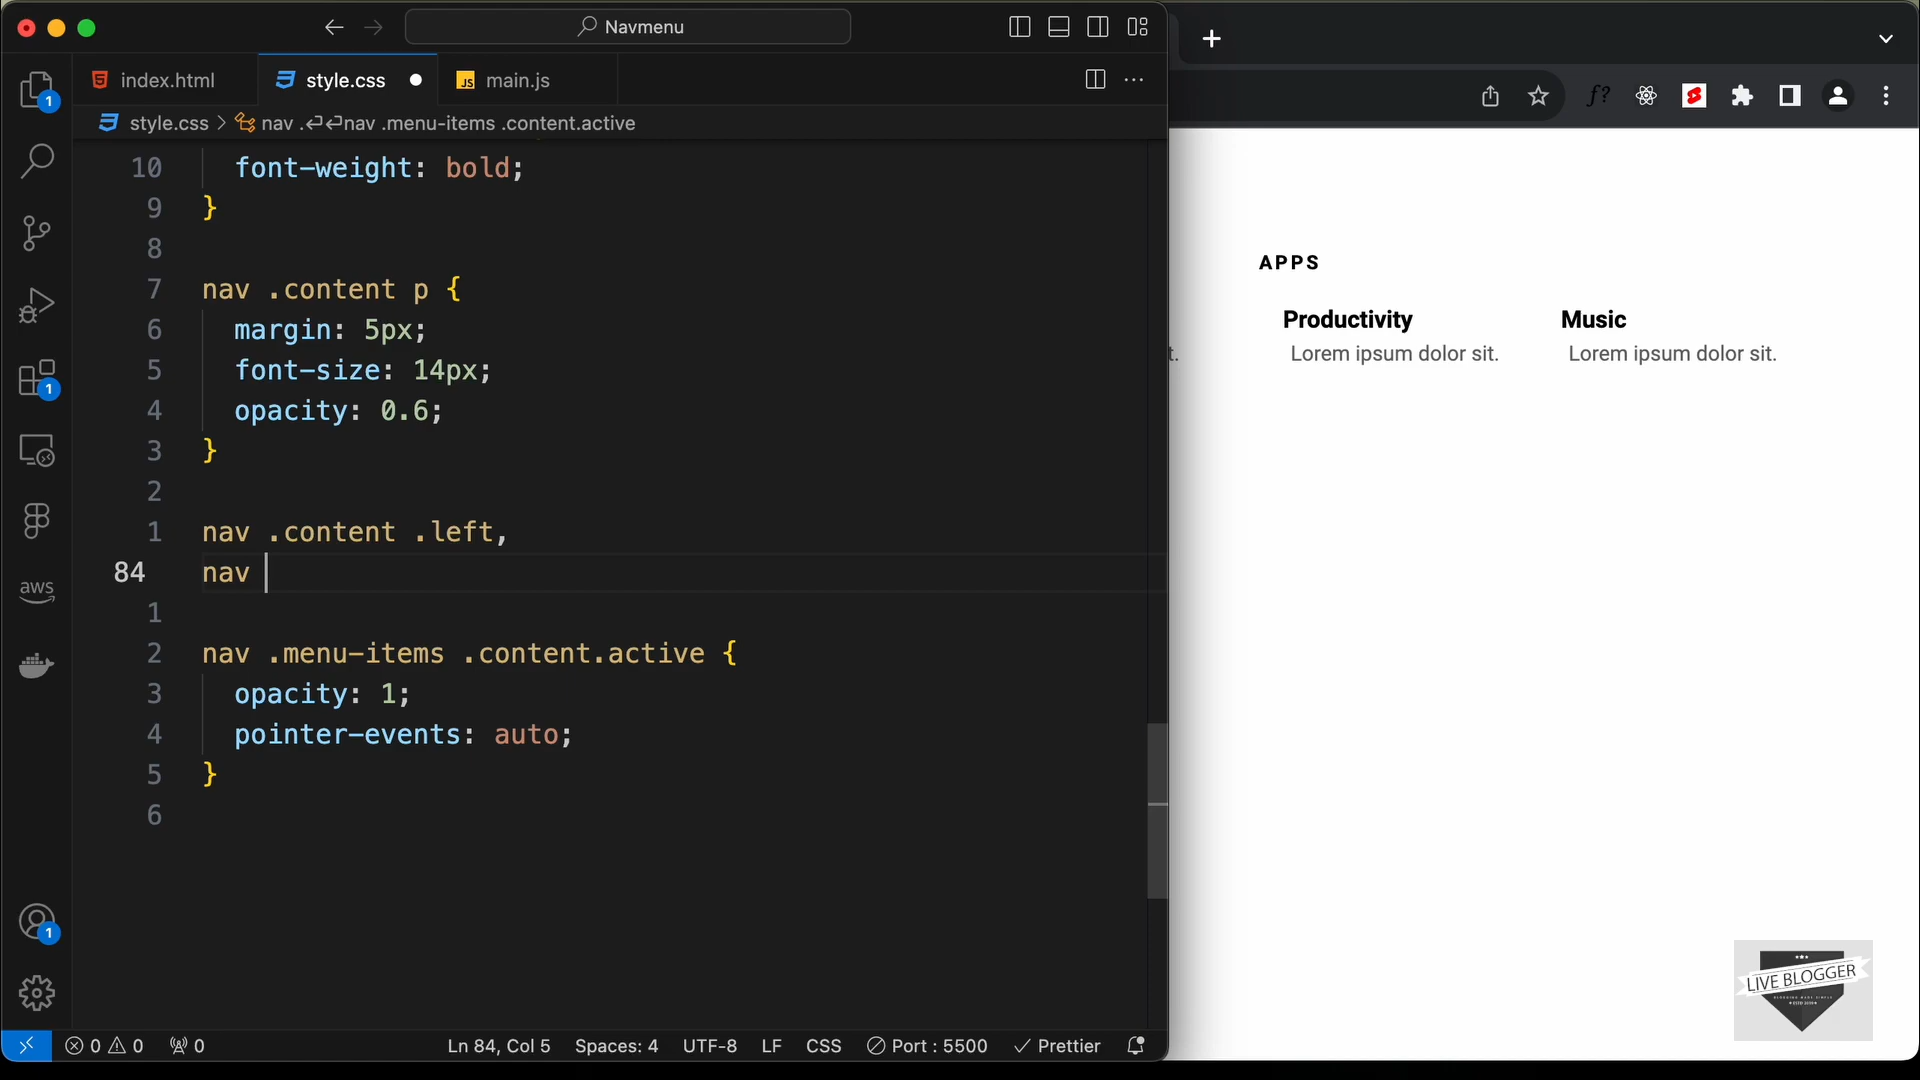 Navmenu
index.html
style.css
main.js
style.css > nav .↵↵nav .menu-items .content.active
10 font-weight: bold;
9 }
8
7 nav .content p {
6 margin: 5px;
5 font-size: 14px;
4 opacity: 0.6;
3 }
2
1 nav .content .left,
84 nav
1
2 nav .menu-items .content.active {
3 opacity: 1;
4 pointer-events: auto;
5 }
6
1
1
aws
1
0 0 0 Ln 84, Col 5 Spaces: 4 UTF-8 LF CSS Port : 5500 Prettier
f?
APPS
Productivity Music
t. Lorem ipsum dolor sit. Lorem ipsum dolor sit.
LIVE BLOGGER